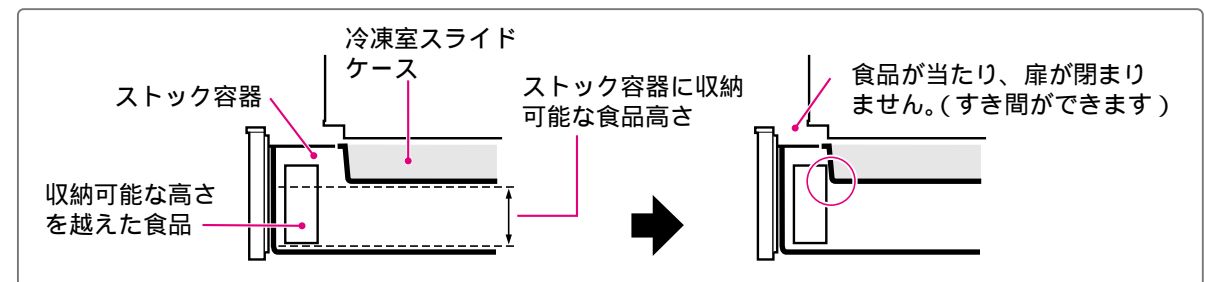 冷凍室スライド
ケース
ストック容器
ストック容器に収納
可能な食品高さ
収納可能な高さ
を越えた食品
食品が当たり、扉が閉まり
ません。(すき間ができます)